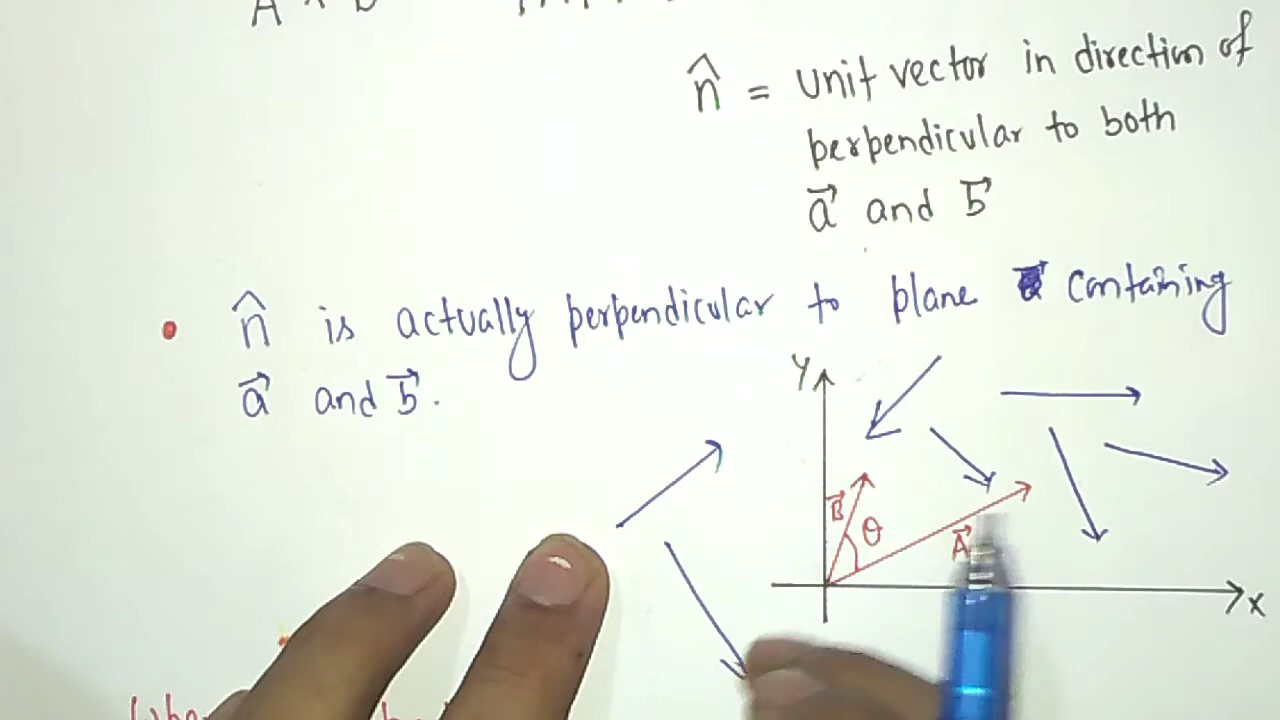 n̂ = unit vector in direction of
perpendicular to both
a⃗ and b⃗
• n̂ is actually perpendicular to plane containing
a⃗ and b⃗.
Y
B⃗
θ
A⃗
X